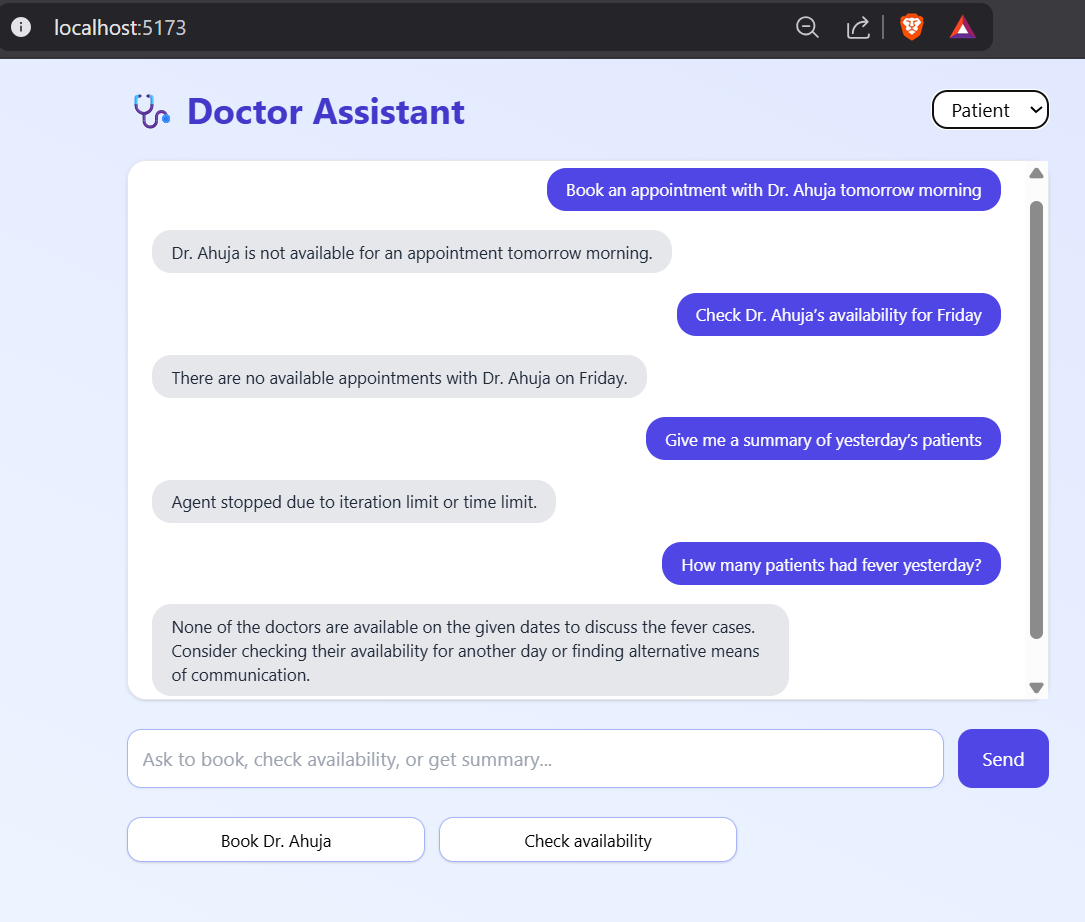 localhost:5173
Doctor Assistant
Patient
Book an appointment with Dr. Ahuja tomorrow morning
Dr. Ahuja is not available for an appointment tomorrow morning.
Check Dr. Ahuja’s availability for Friday
There are no available appointments with Dr. Ahuja on Friday.
Give me a summary of yesterday’s patients
Agent stopped due to iteration limit or time limit.
How many patients had fever yesterday?
None of the doctors are available on the given dates to discuss the fever cases.
Consider checking their availability for another day or finding alternative means
of communication.
Ask to book, check availability, or get summary...
Send
Book Dr. Ahuja
Check availability